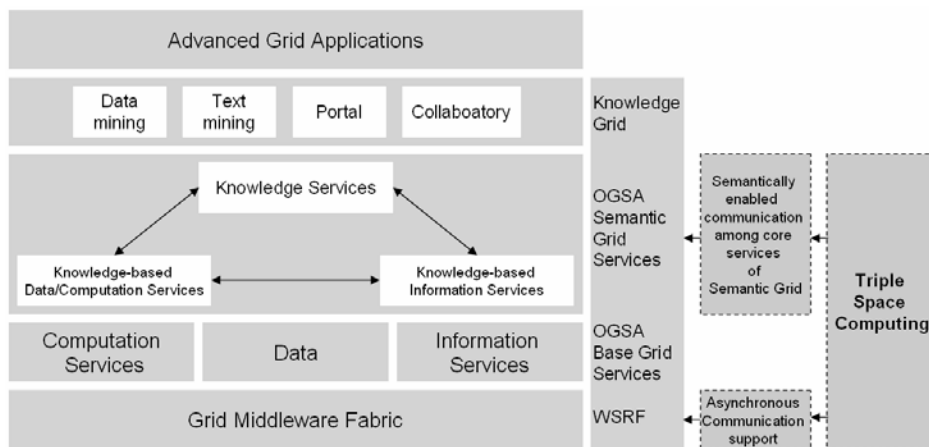 Advanced Grid Applications
Data
mining
Text
mining
Portal
Collaboatory
Knowledge
Grid
Knowledge Services
Knowledge-based
Data/Computation Services
Knowledge-based
Information Services
OGSA
Semantic
Grid
Services
Semantically
enabled
communication
among core
services
of
Semantic Grid
Triple
Space
Computing
Computation
Services
Data
Information
Services
OGSA
Base Grid
Services
Grid Middleware Fabric
WSRF
Asynchronous
Communication
support